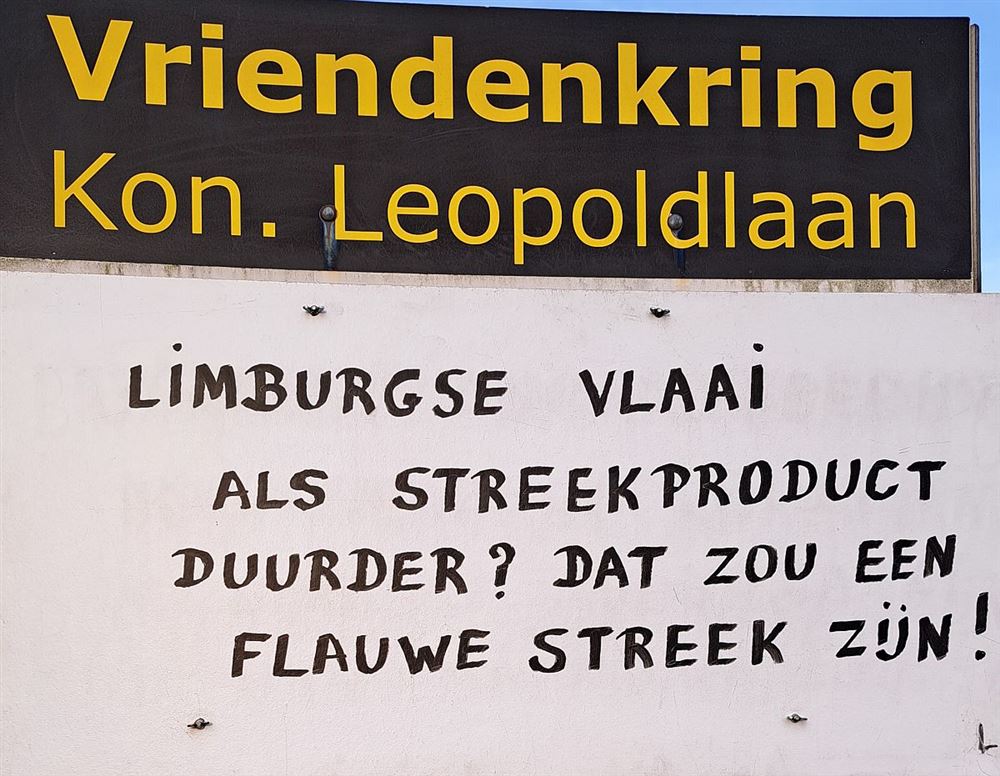 Vriendenkring
Kon. Leopoldlaan
LIMBURGSE VLAAI
ALS STREEKPRODUCT
DUURDER? DAT ZOU EEN
FLAUWE STREEK ZIJN!
L